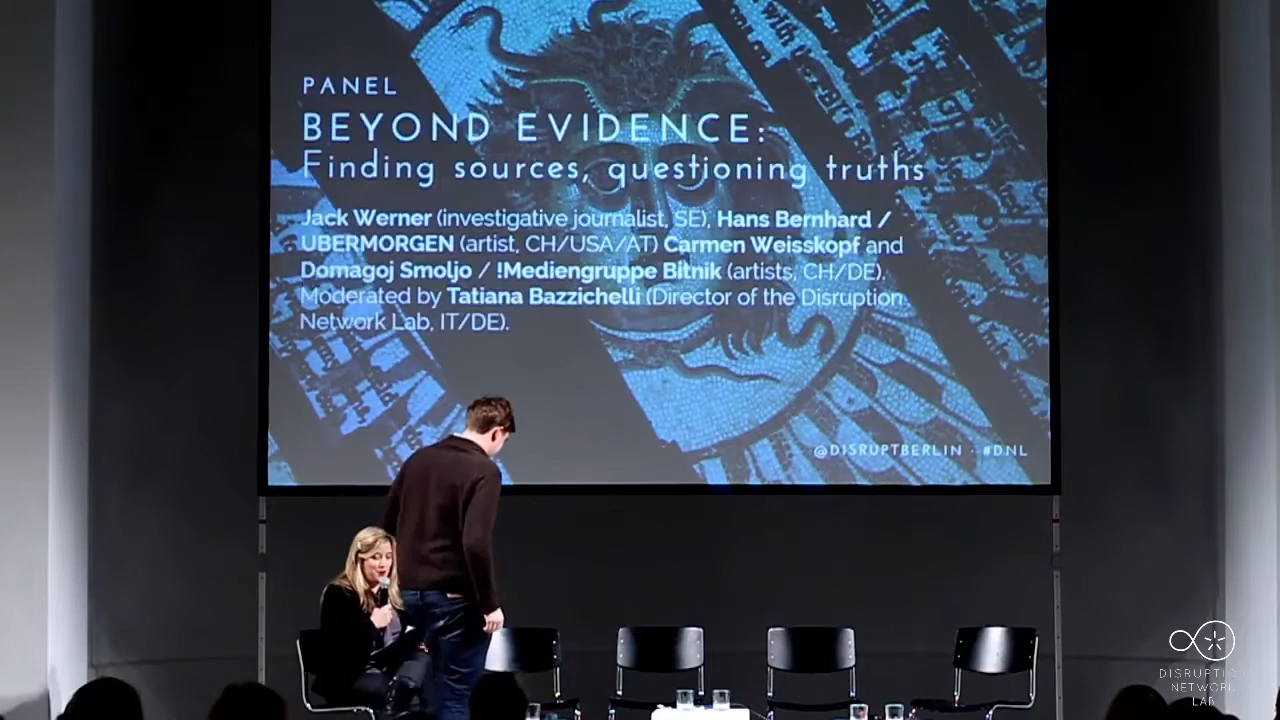 PANEL
BEYOND EVIDENCE:
Finding sources, questioning truths
Jack Werner (investigative journalist, SE), Hans Bernhard /
UBERMORGEN (artist, CH/USA/AT) Carmen Weisskopf and
Domagoj Smoljo / !Mediengruppe Bitnik (artists, CH/DE).
Moderated by Tatiana Bazzichelli (Director of the Disruption
Network Lab, IT/DE).
@DISRUPTBERLIN · #DNL
DISRUPTION
NETWORK
LAB